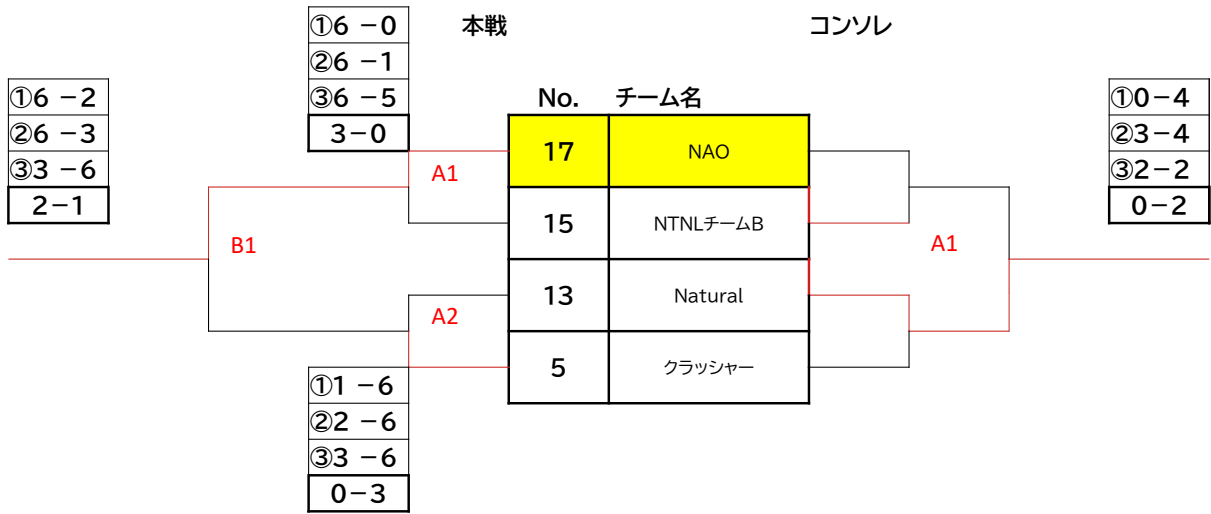 ①6 －0
本戦
コンソレ
②6 －1
①6 －2
③6 －5
No.
チーム名
①0－4
②6 －3
3－0
17
NAO
②3－4
③3 －6
A1
③2－2
2－1
15
NTNLチームB
0－2
B1
A1
13
Natural
A2
5
クラッシャー
①1 －6
②2 －6
③3 －6
0－3